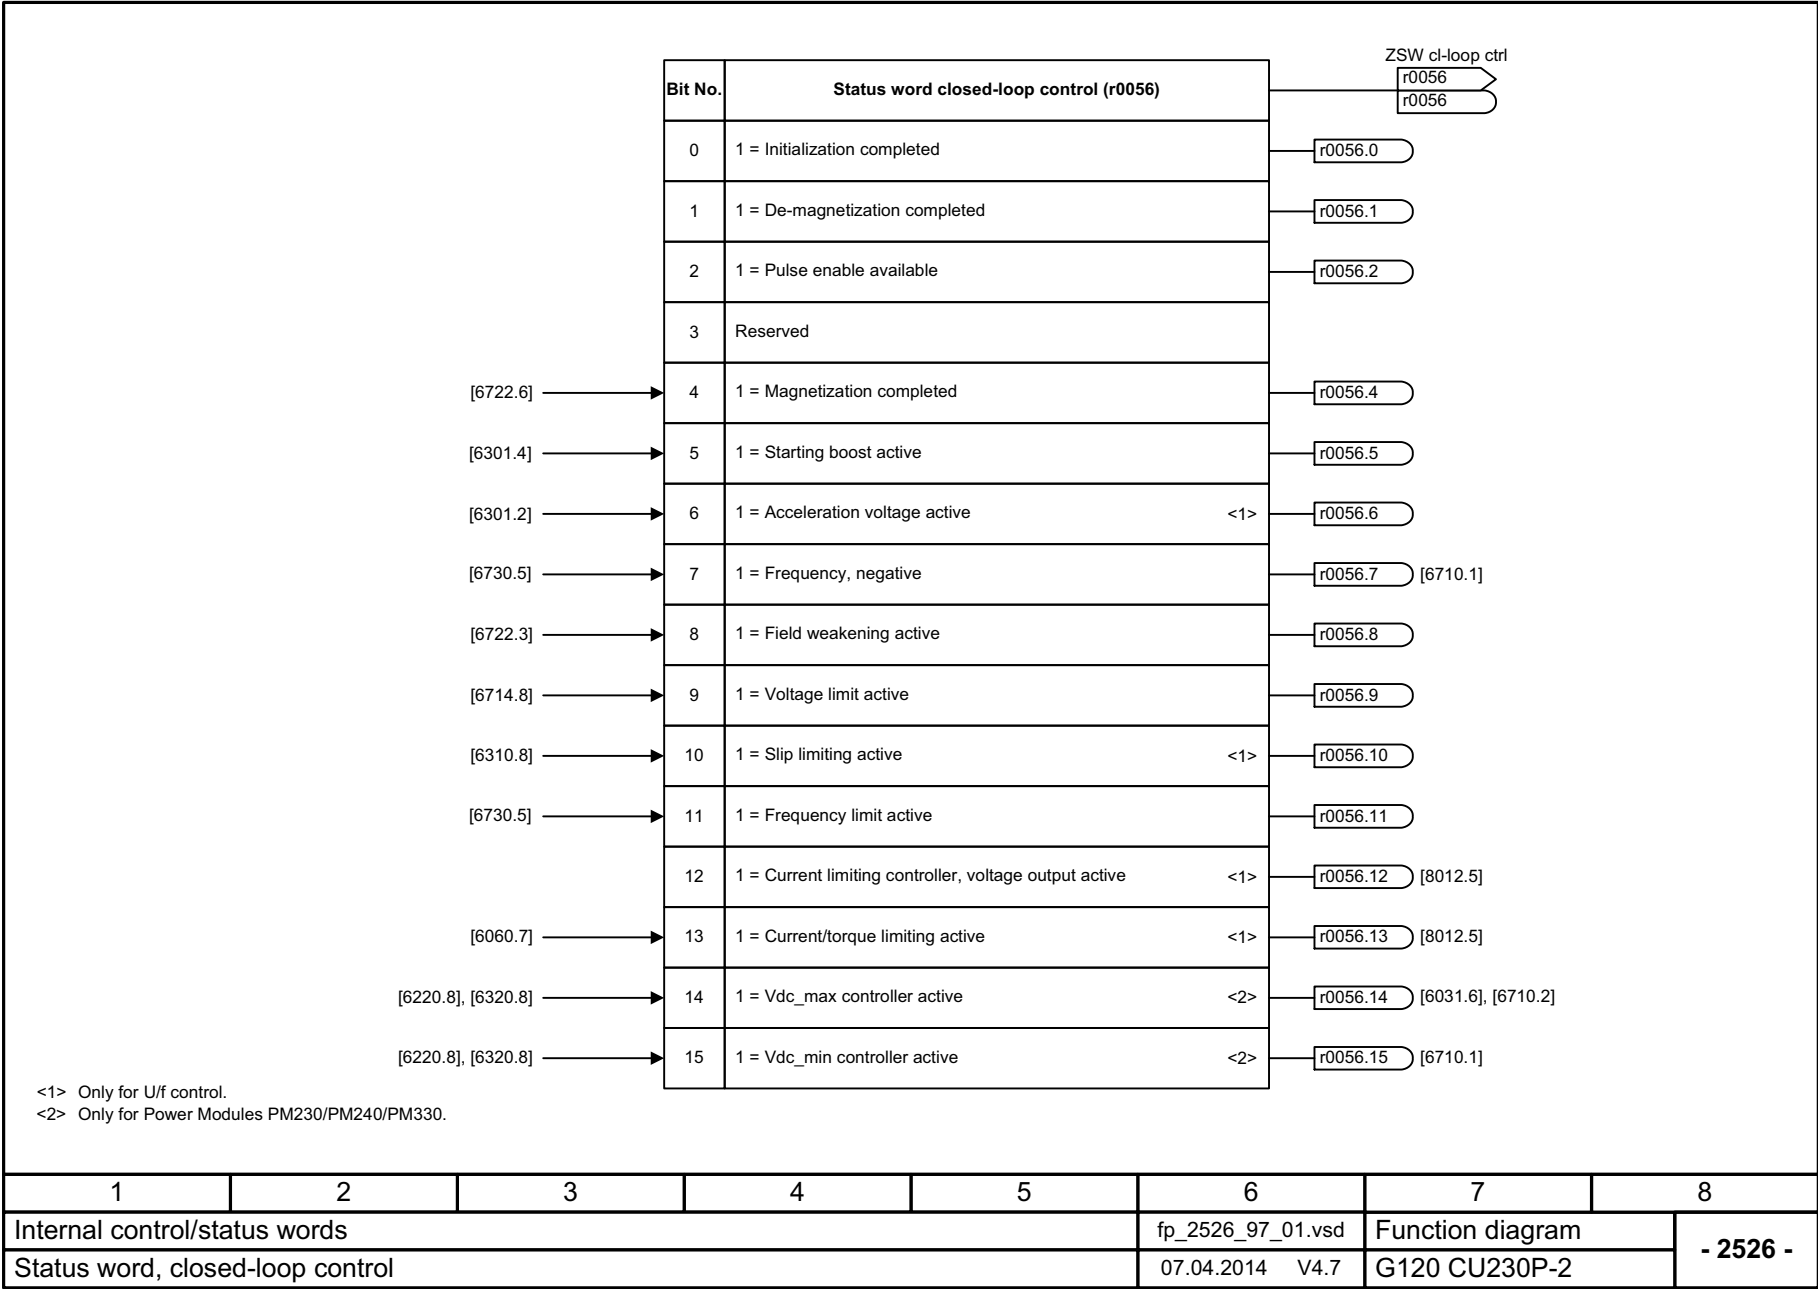 ZSW cl-loop ctrl
r0056
r0056
Bit No. Status word closed-loop control (r0056)
0 1 = Initialization completed r0056.0
1 1 = De-magnetization completed r0056.1
2 1 = Pulse enable available r0056.2
3 Reserved
[6722.6] 4 1 = Magnetization completed r0056.4
[6301.4] 5 1 = Starting boost active r0056.5
[6301.2] 6 1 = Acceleration voltage active <1> r0056.6
[6730.5] 7 1 = Frequency, negative r0056.7 [6710.1]
[6722.3] 8 1 = Field weakening active r0056.8
[6714.8] 9 1 = Voltage limit active r0056.9
[6310.8] 10 1 = Slip limiting active <1> r0056.10
[6730.5] 11 1 = Frequency limit active r0056.11
12 1 = Current limiting controller, voltage output active <1> r0056.12 [8012.5]
[6060.7] 13 1 = Current/torque limiting active <1> r0056.13 [8012.5]
[6220.8], [6320.8] 14 1 = Vdc_max controller active <2> r0056.14 [6031.6], [6710.2]
[6220.8], [6320.8] 15 1 = Vdc_min controller active <2> r0056.15 [6710.1]
<1> Only for U/f control.
<2> Only for Power Modules PM230/PM240/PM330.
1 2 3 4 5 6 7 8
Internal control/status words fp_2526_97_01.vsd Function diagram - 2526 -
Status word, closed-loop control 07.04.2014 V4.7 G120 CU230P-2